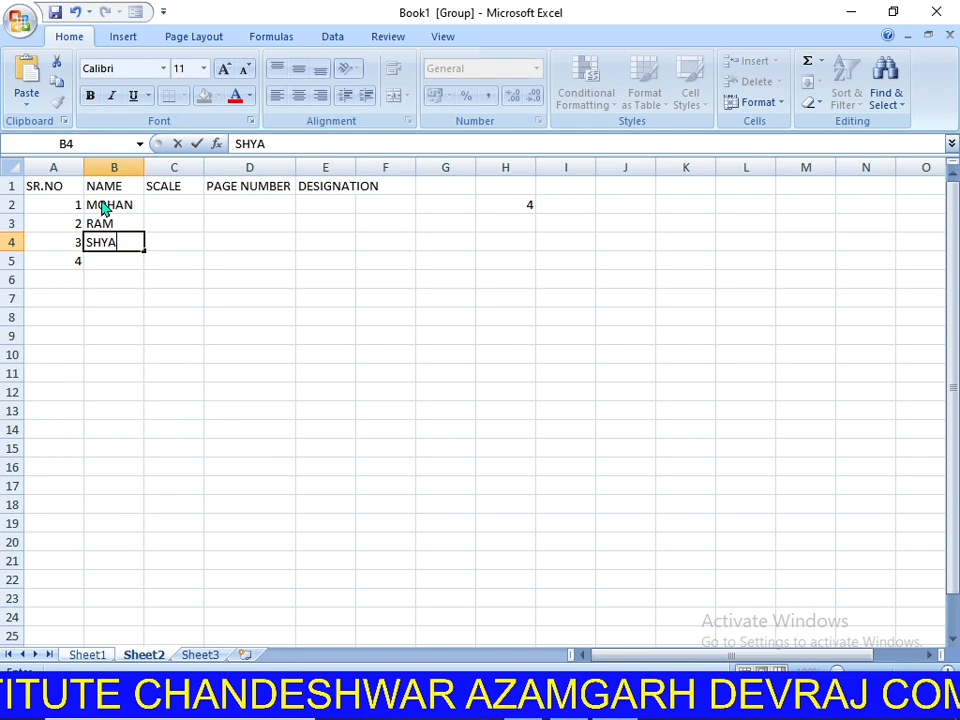 Book1 [Group] - Microsoft Excel
Home Insert Page Layout Formulas Data Review View
Paste
Calibri 11
B I U A
General
% ,
Conditional Formatting Format as Table Cell Styles
Insert
Delete
Format
Σ
Sort & Filter Find & Select
Clipboard Font Alignment Number Styles Cells Editing
B4 fx SHYA
A B C D E F G H I J K L M N O
1 SR.NO NAME SCALE PAGE NUMBER DESIGNATION
2 1 MOHAN 4
3 2 RAM
4 3 SHYA
5 4
6
7
8
9
10
11
12
13
14
15
16
17
18
19
20
21
22
23
24
25
Activate Windows
Go to Settings to activate Windows.
Sheet1 Sheet2 Sheet3
TITUTE CHANDESHWAR AZAMGARH DEVRAJ COM